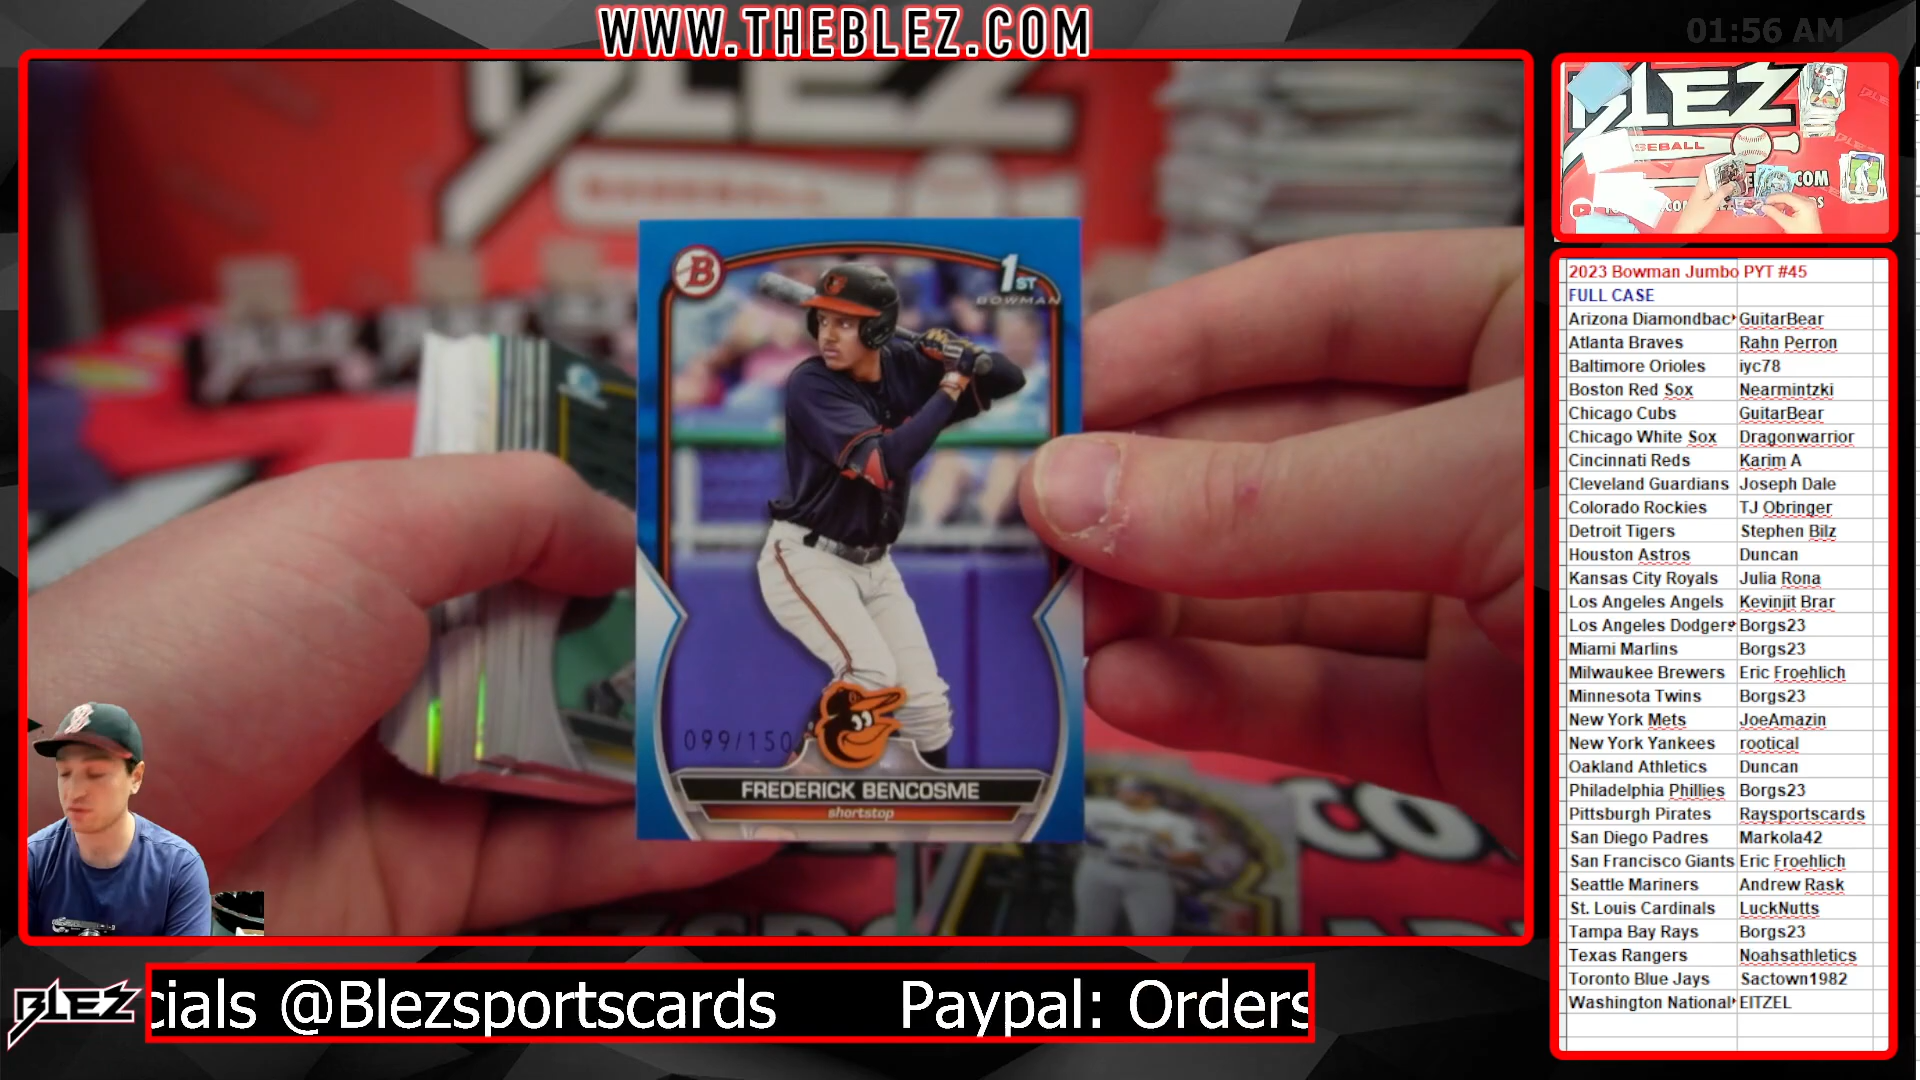 WWW.THEBLEZ.COM
01:56 AM
BLEZ
BLEZ
SEBALL
COM
B
1ST
BOWMAN
099/150
FREDERICK BENCOSME
shortstop
CO
2023 Bowman Jumbo PYT #45
FULL CASE
Arizona Diamondbac GuitarBear
Atlanta Braves Rahn Perron
Baltimore Orioles iyc78
Boston Red Sox Nearmintzki
Chicago Cubs GuitarBear
Chicago White Sox Dragonwarrior
Cincinnati Reds Karim A
Cleveland Guardians Joseph Dale
Colorado Rockies TJ Obringer
Detroit Tigers Stephen Bilz
Houston Astros Duncan
Kansas City Royals Julia Rona
Los Angeles Angels Kevinjit Brar
Los Angeles Dodgers Borgs23
Miami Marlins Borgs23
Milwaukee Brewers Eric Froehlich
Minnesota Twins Borgs23
New York Mets JoeAmazin
New York Yankees rootical
Oakland Athletics Duncan
Philadelphia Phillies Borgs23
Pittsburgh Pirates Raysportscards
San Diego Padres Markola42
San Francisco Giants Eric Froehlich
Seattle Mariners Andrew Rask
St. Louis Cardinals LuckNutts
Tampa Bay Rays Borgs23
Texas Rangers Noahsathletics
Toronto Blue Jays Sactown1982
Washington National EITZEL
BLEZ
cials @Blezsportscards Paypal: Orders